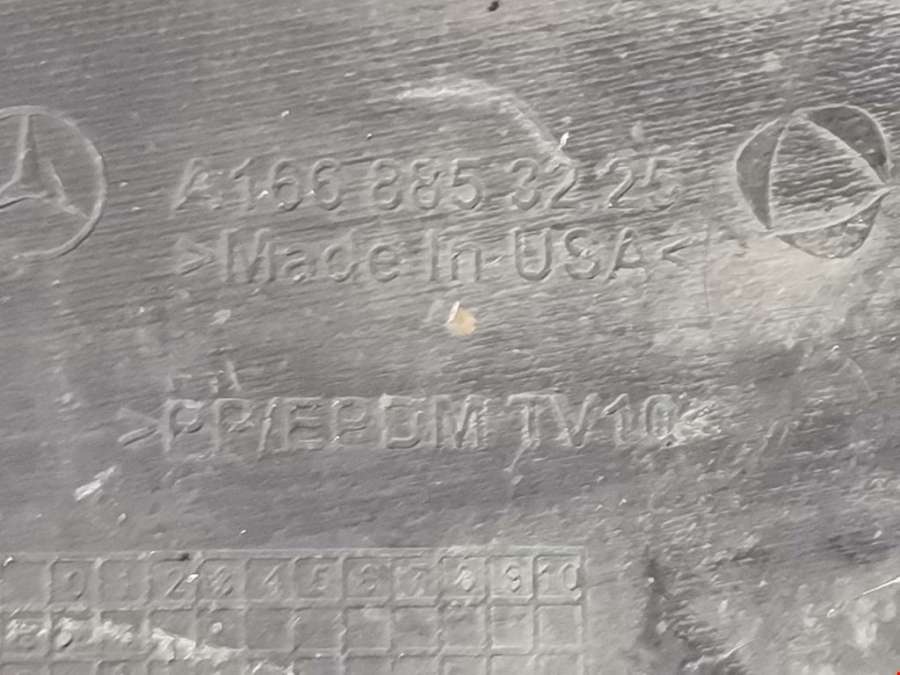 A166 885 32 25
>Made In USA<
>PP/EPDM TV10<
0 1 2 3 4 5 6 7 8 9 10